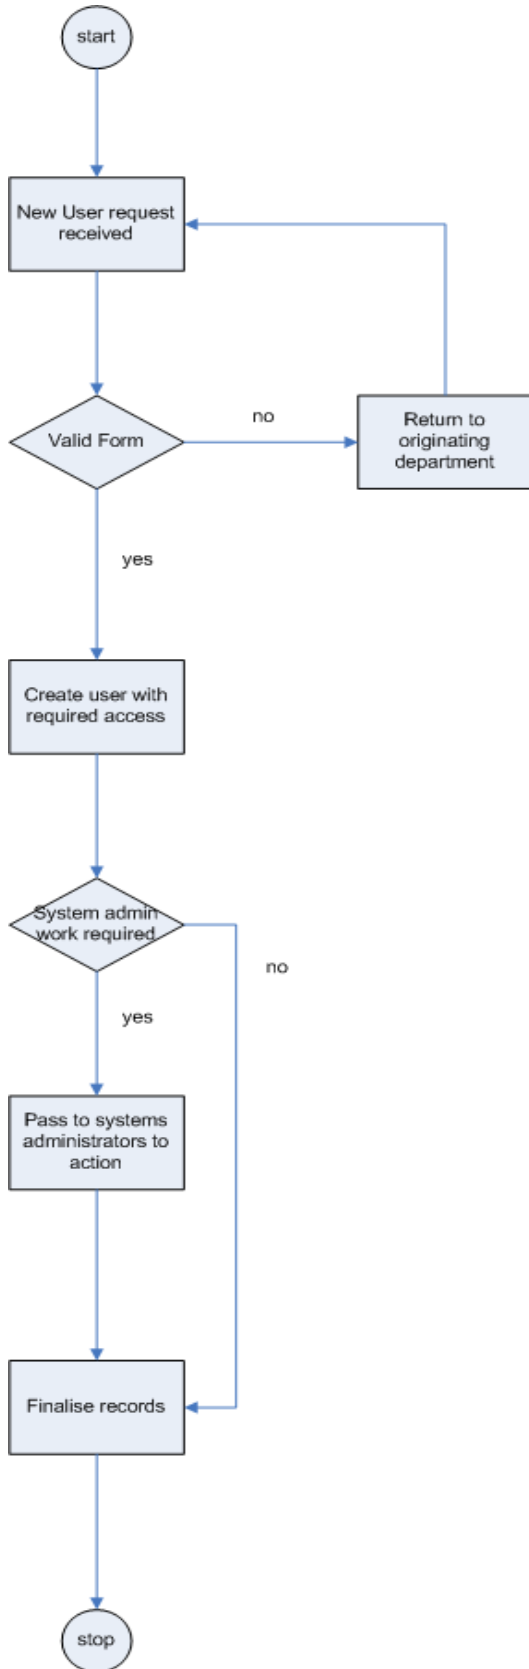 start
New User request
received
Valid Form
no
Return to
originating
department
yes
Create user with
required access
System admin
work required
no
yes
Pass to systems
administrators to
action
Finalise records
stop